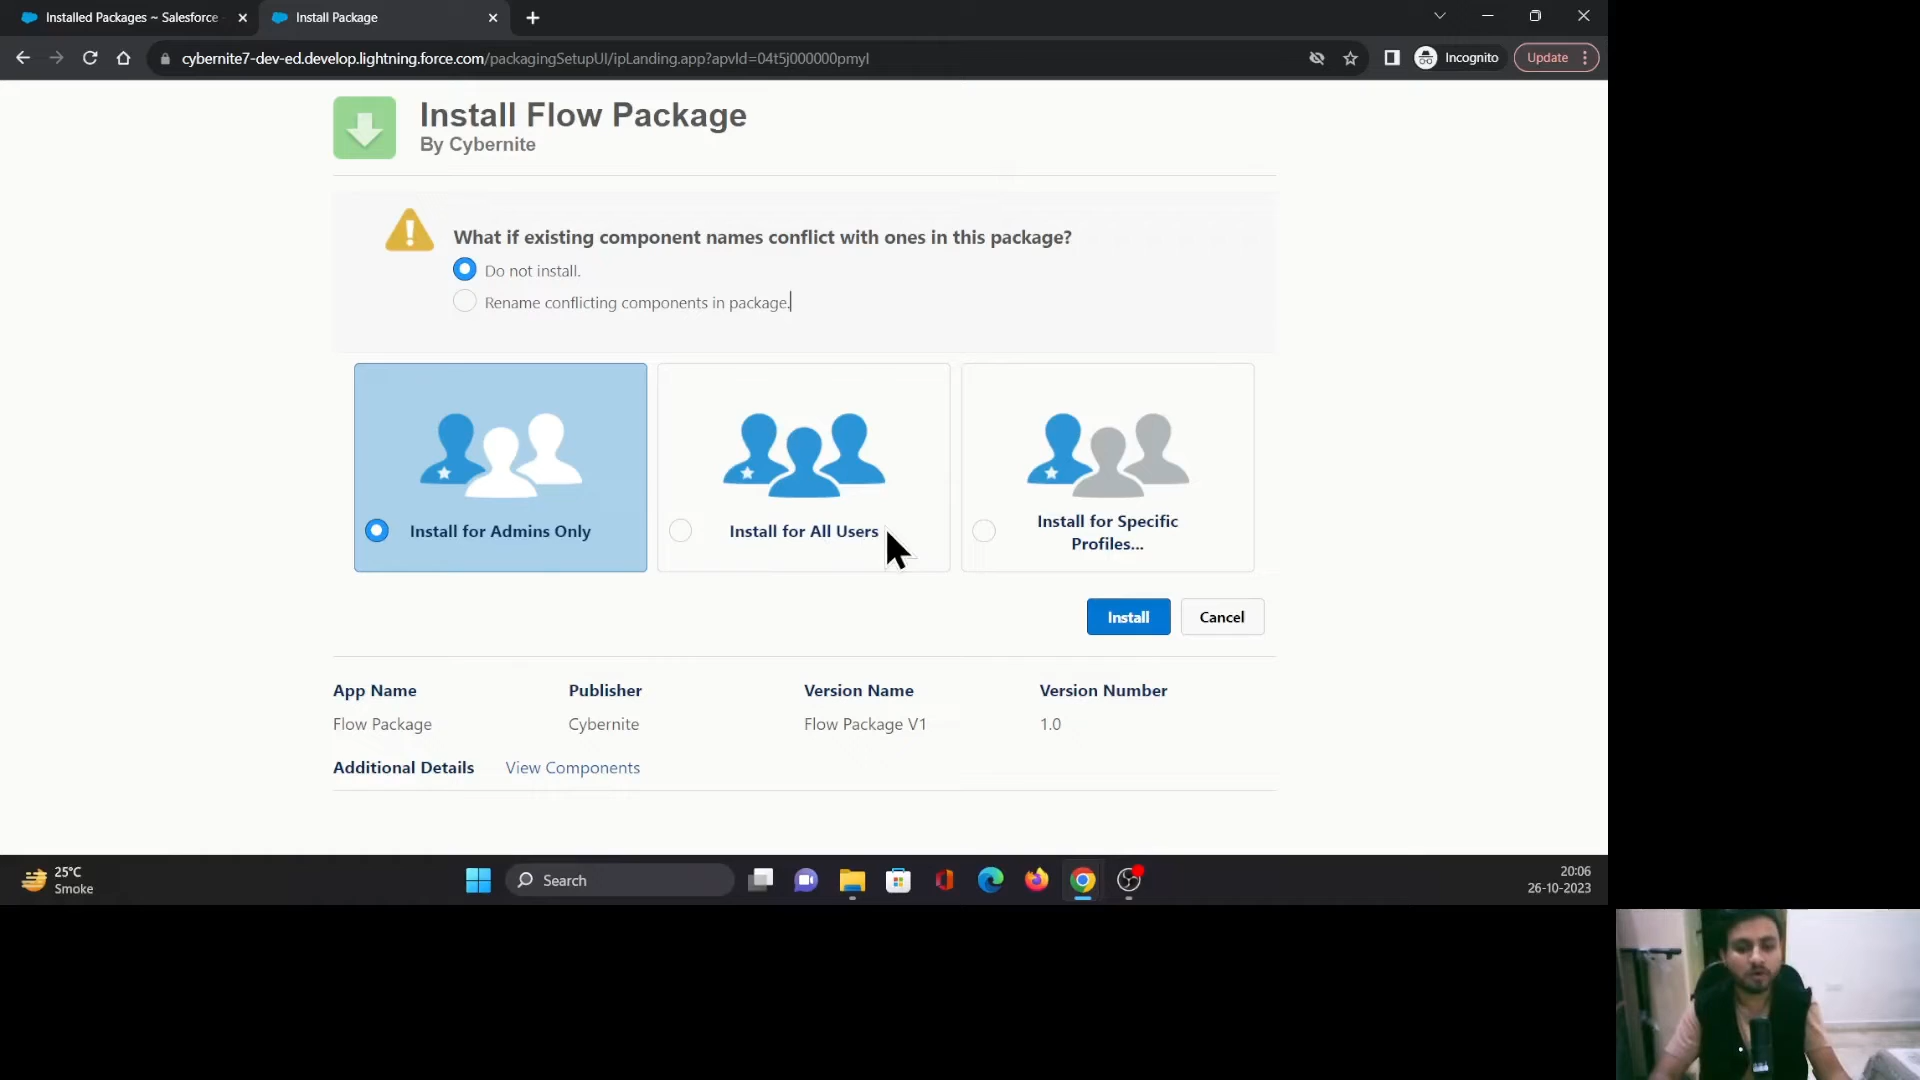 Installed Packages ~ Salesforce
Install Package
cybernite7-dev-ed.develop.lightning.force.com/packagingSetupUI/ipLanding.app?apvId=04t5j000000pmyI
Incognito
Update
Install Flow Package
By Cybernite
What if existing component names conflict with ones in this package?
Do not install.
Rename conflicting components in package.
Install for Admins Only
Install for All Users
Install for Specific
Profiles...
Install
Cancel
App Name
Publisher
Version Name
Version Number
Flow Package
Cybernite
Flow Package V1
1.0
Additional Details
View Components
25°C
Smoke
Search
20:06
26-10-2023